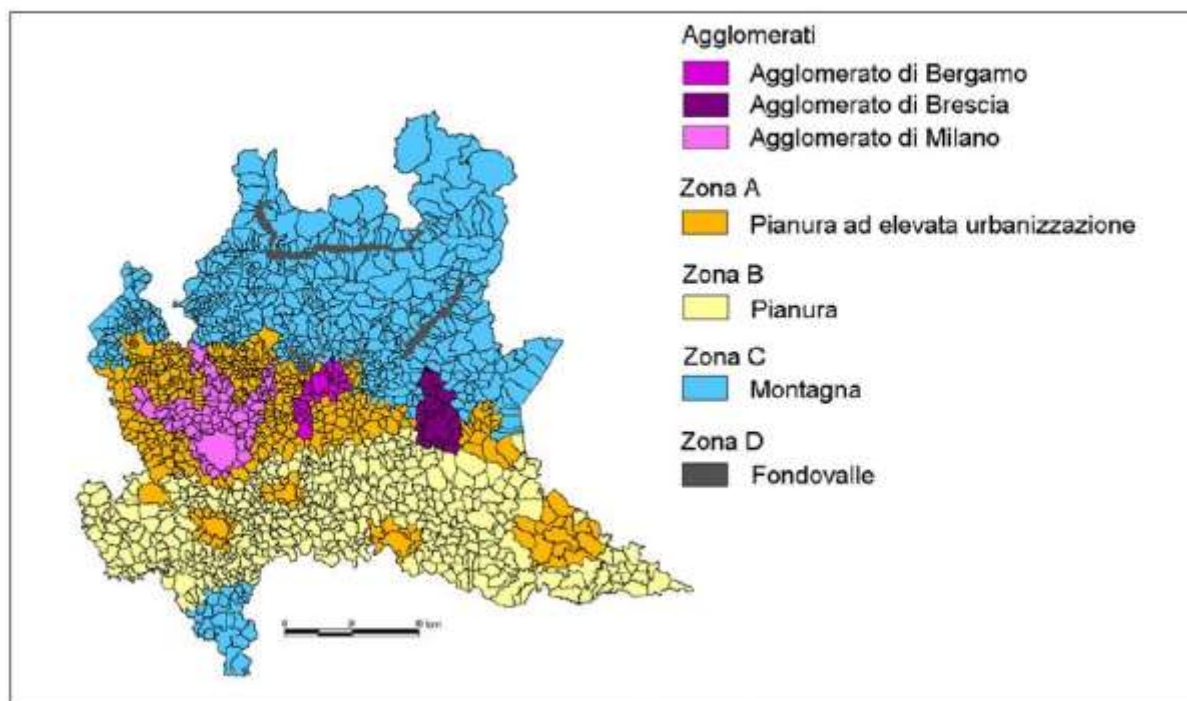 Agglomerati
Agglomerato di Bergamo
Agglomerato di Brescia
Agglomerato di Milano
Zona A
Pianura ad elevata urbanizzazione
Zona B
Pianura
Zona C
Montagna
Zona D
Fondovalle